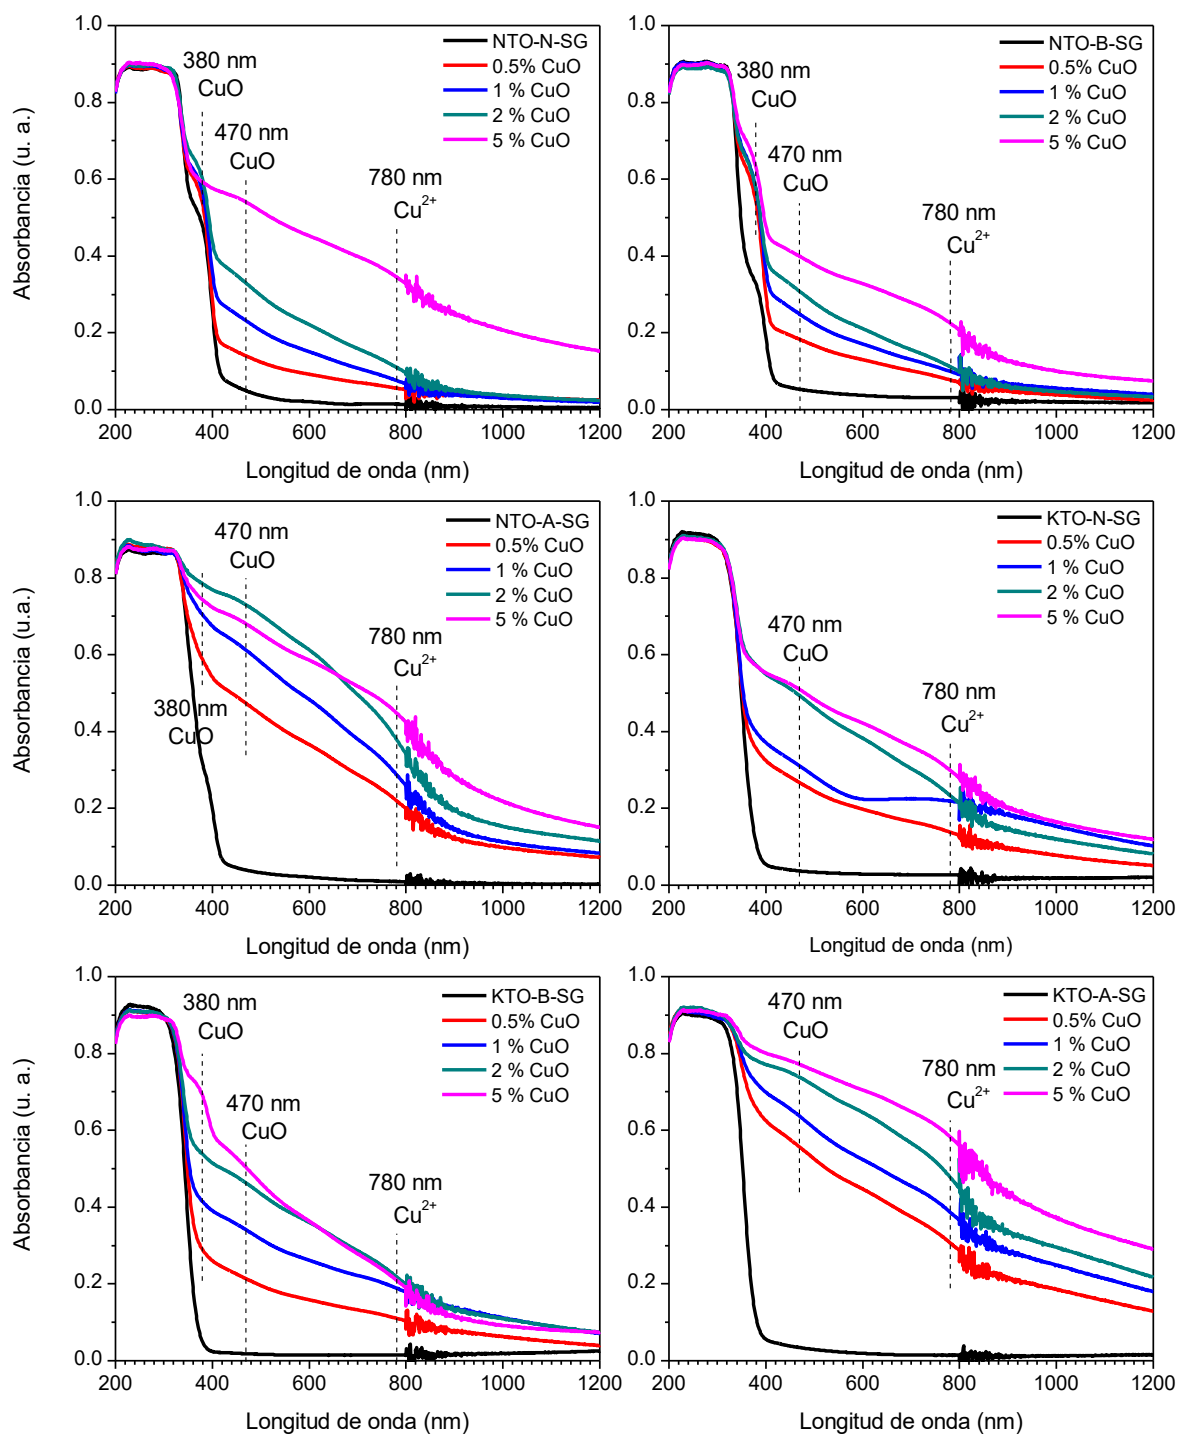 1.0
0.8
0.6
0.4
0.2
0.0
200
400
600
800
1000
1200
Absorbancia (u. a.)
Longitud de onda (nm)
380 nm
CuO
470 nm
CuO
780 nm
Cu²⁺
NTO-N-SG
0.5% CuO
1 % CuO
2 % CuO
5 % CuO
1.0
0.8
0.6
0.4
0.2
0.0
200
400
600
800
1000
1200
Longitud de onda (nm)
380 nm
CuO
470 nm
CuO
780 nm
Cu²⁺
NTO-B-SG
0.5% CuO
1 % CuO
2 % CuO
5 % CuO
1.0
0.8
0.6
0.4
0.2
0.0
200
400
600
800
1000
1200
Absorbancia (u.a.)
Longitud de onda (nm)
470 nm
CuO
780 nm
Cu²⁺
380 nm
CuO
NTO-A-SG
0.5% CuO
1 % CuO
2 % CuO
5 % CuO
1.0
0.8
0.6
0.4
0.2
0.0
200
400
600
800
1000
1200
Longitud de onda (nm)
470 nm
CuO
780 nm
Cu²⁺
KTO-N-SG
0.5% CuO
1 % CuO
2 % CuO
5 % CuO
1.0
0.8
0.6
0.4
0.2
0.0
200
400
600
800
1000
1200
Absorbancia (u. a.)
Longitud de onda (nm)
380 nm
CuO
470 nm
CuO
780 nm
Cu²⁺
KTO-B-SG
0.5% CuO
1 % CuO
2 % CuO
5 % CuO
1.0
0.8
0.6
0.4
0.2
0.0
200
400
600
800
1000
1200
Longitud de onda (nm)
470 nm
CuO
780 nm
Cu²⁺
KTO-A-SG
0.5% CuO
1 % CuO
2 % CuO
5 % CuO